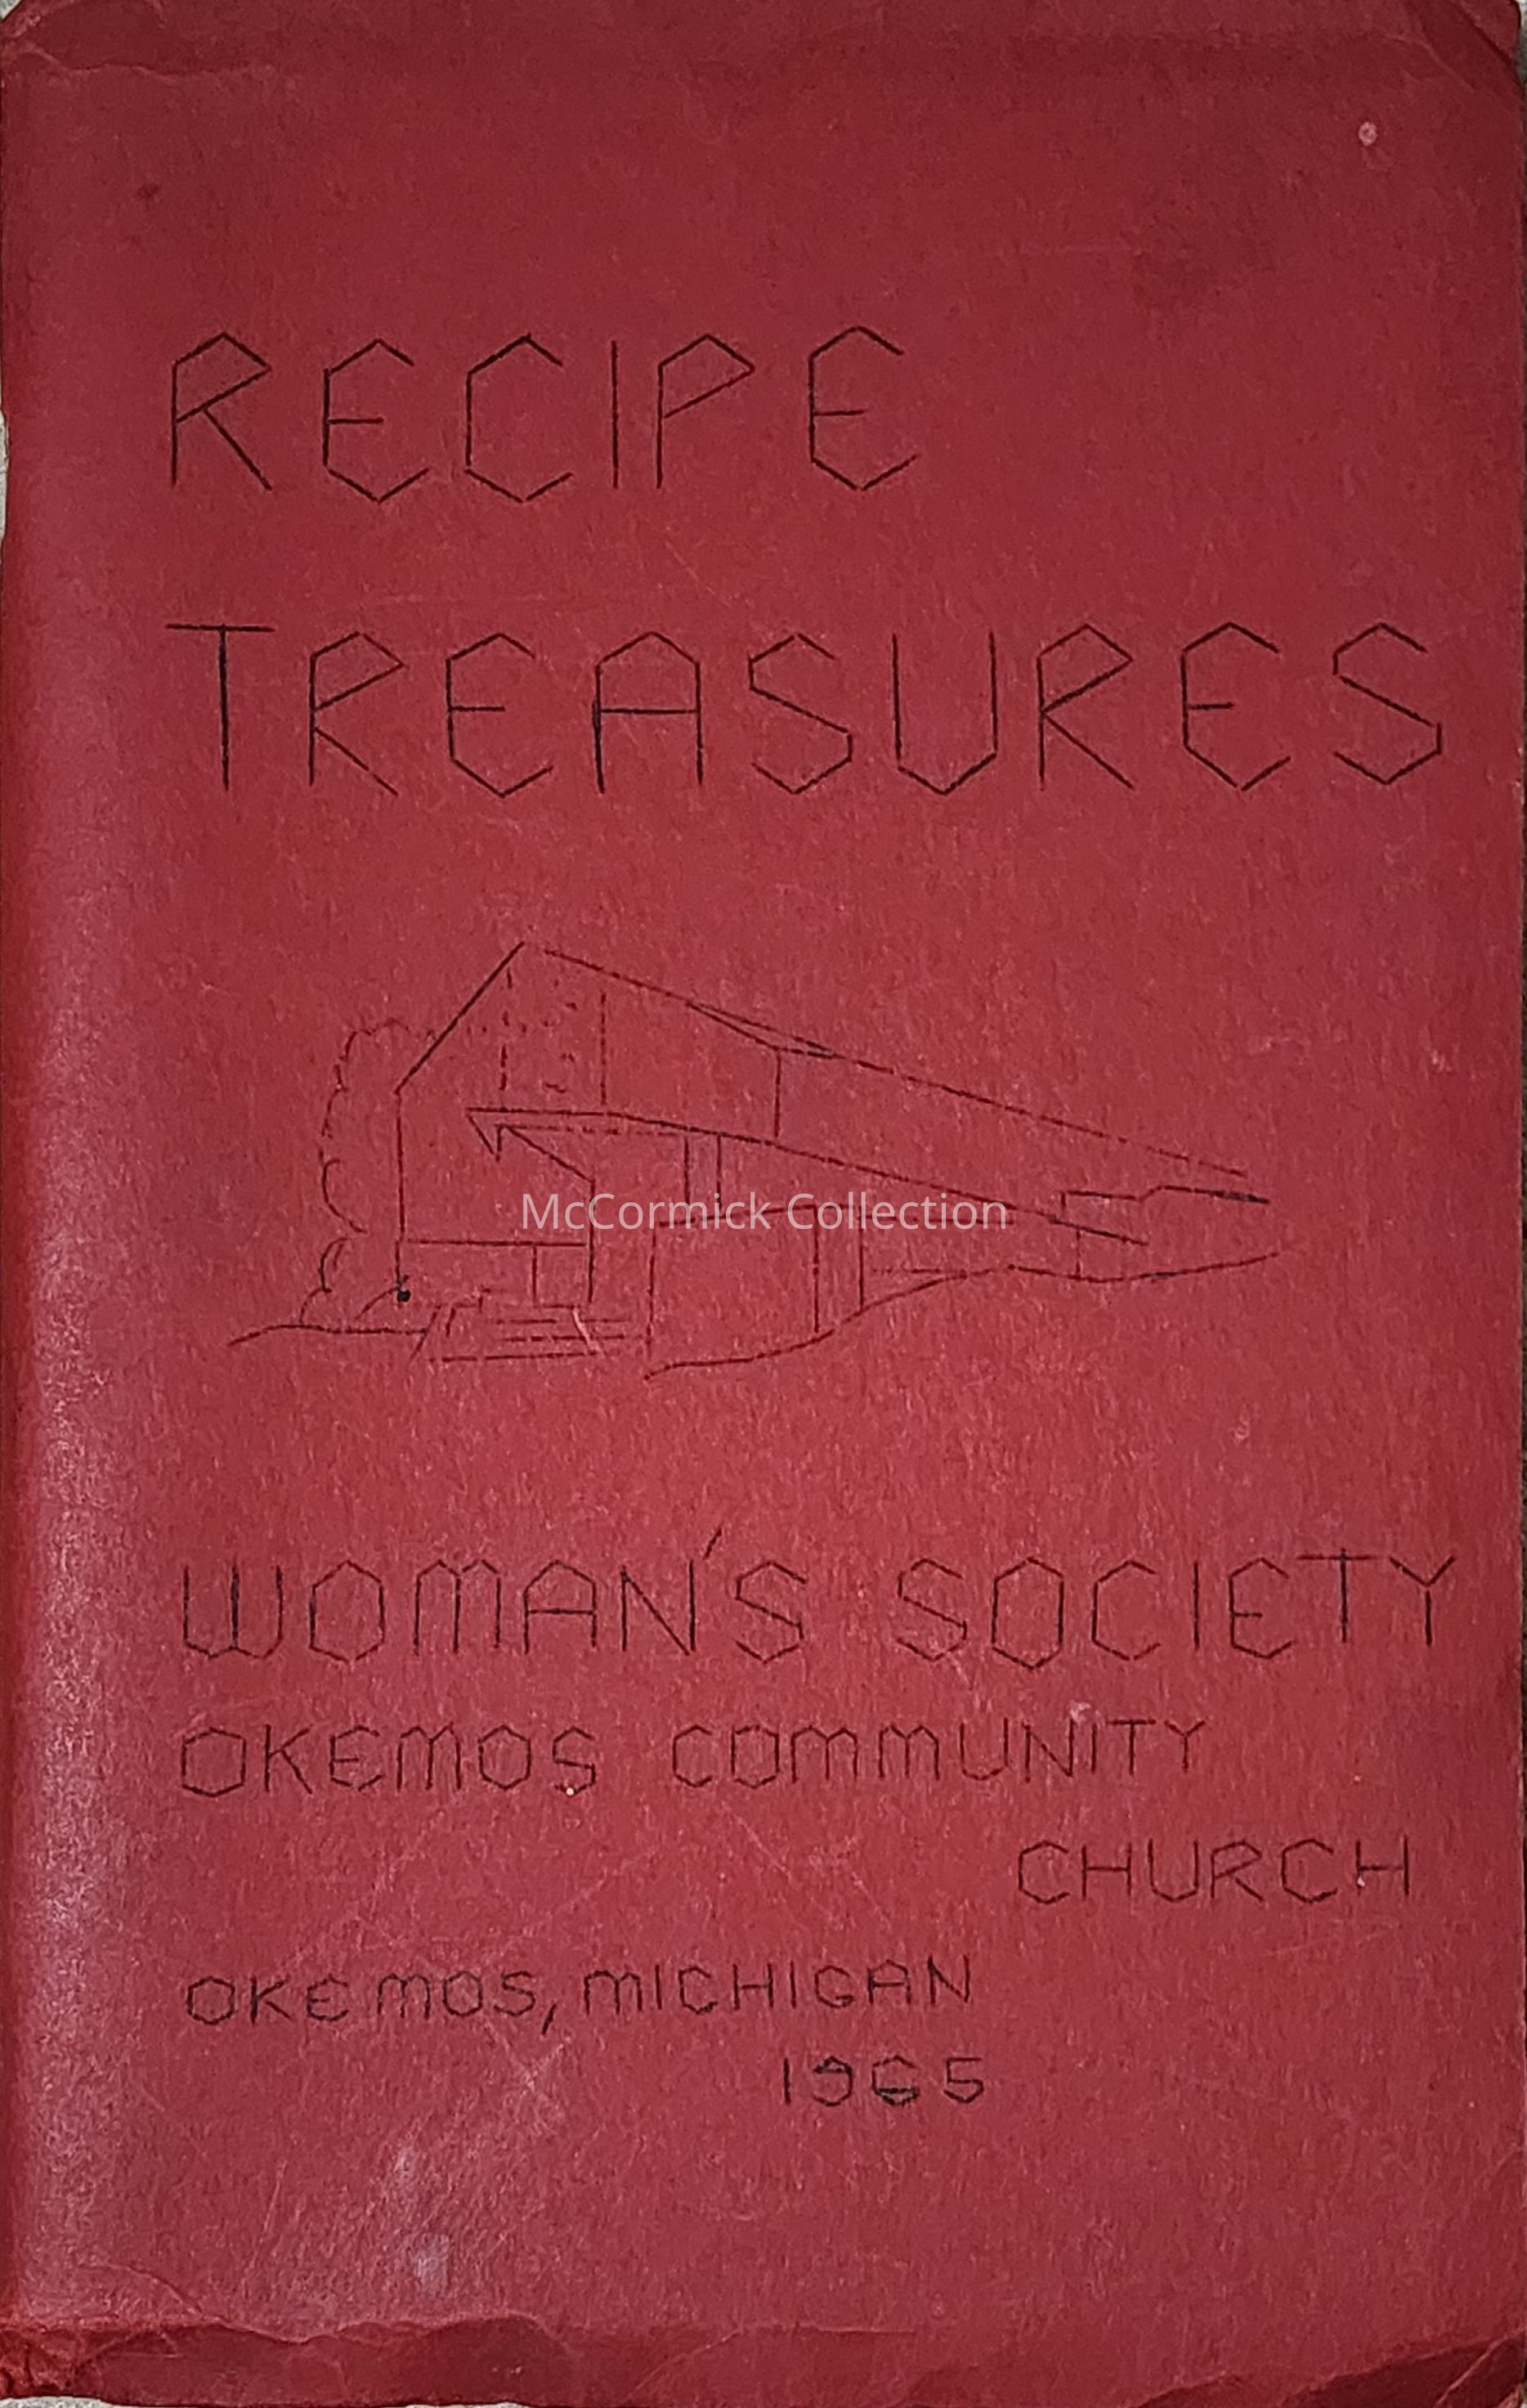 RECIPE
TREASURES
McCormick Collection
WOMAN'S SOCIETY
OKEMOS COMMUNITY
CHURCH
OKEMOS, MICHIGAN
1965